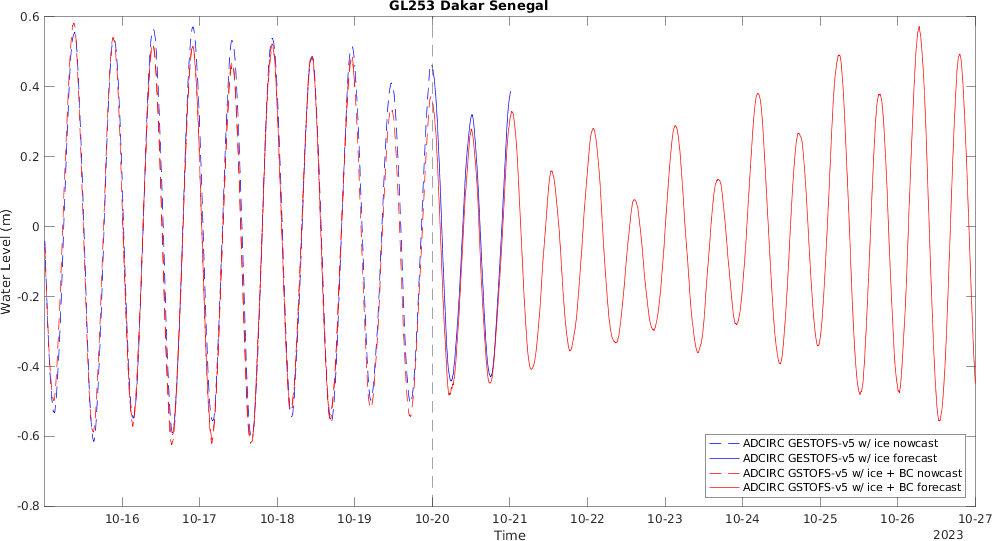 GL253 Dakar Senegal
0.6
0.4
0.2
0
-0.2
-0.4
-0.6
-0.8
Water Level (m)
ADCIRC GESTOFS-v5 w/ ice nowcast
ADCIRC GESTOFS-v5 w/ ice forecast
ADCIRC GSTOFS-v5 w/ ice + BC nowcast
ADCIRC GSTOFS-v5 w/ ice + BC forecast
10-16 10-17 10-18 10-19 10-20 10-21 10-22 10-23 10-24 10-25 10-26 10-27
Time
2023